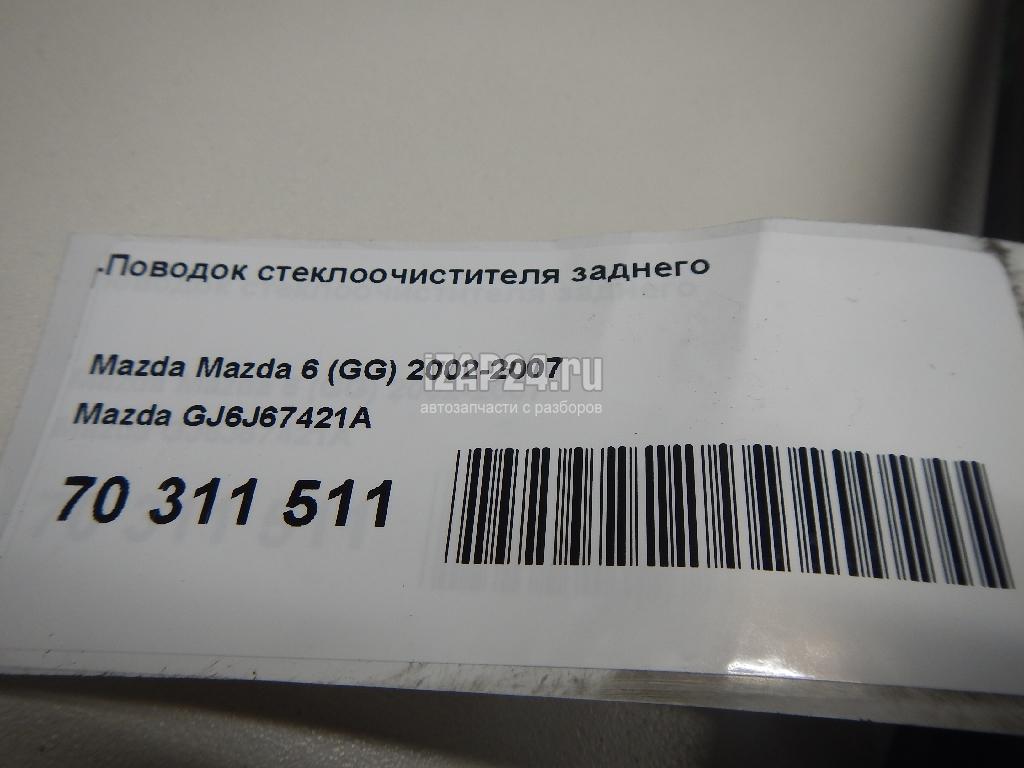 Поводок стеклоочистителя заднего
Mazda Mazda 6 (GG) 2002-2007
iZAP24.ru
автозапчасти с разборов
Mazda GJ6J67421A
70 311 511